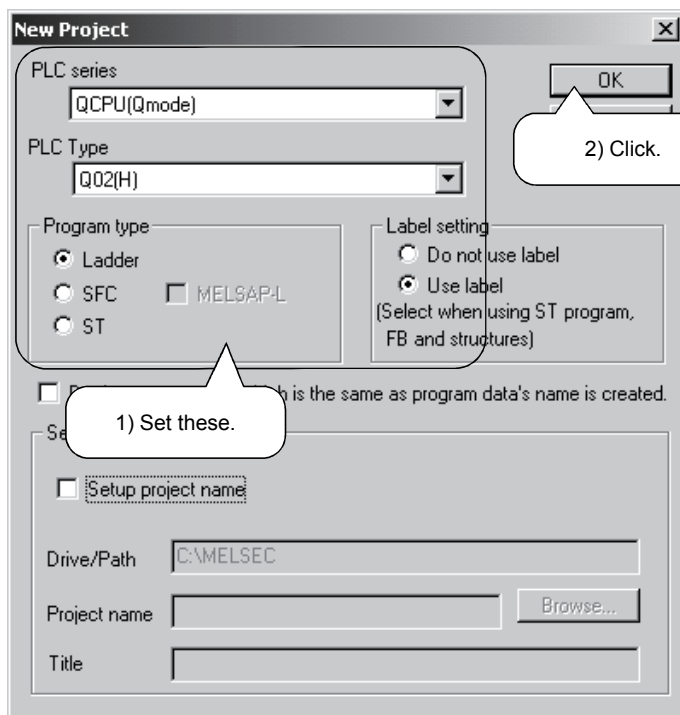 New Project
PLC series
QCPU(Qmode)
OK
PLC Type
Q02(H)
2) Click.
Program type
Ladder
SFC
MELSAP-L
ST
Label setting
Do not use label
Use label
(Select when using ST program,
FB and structures)
is the same as program data's name is created.
1) Set these.
Setup project name
Drive/Path
C:\MELSEC
Project name
Browse...
Title